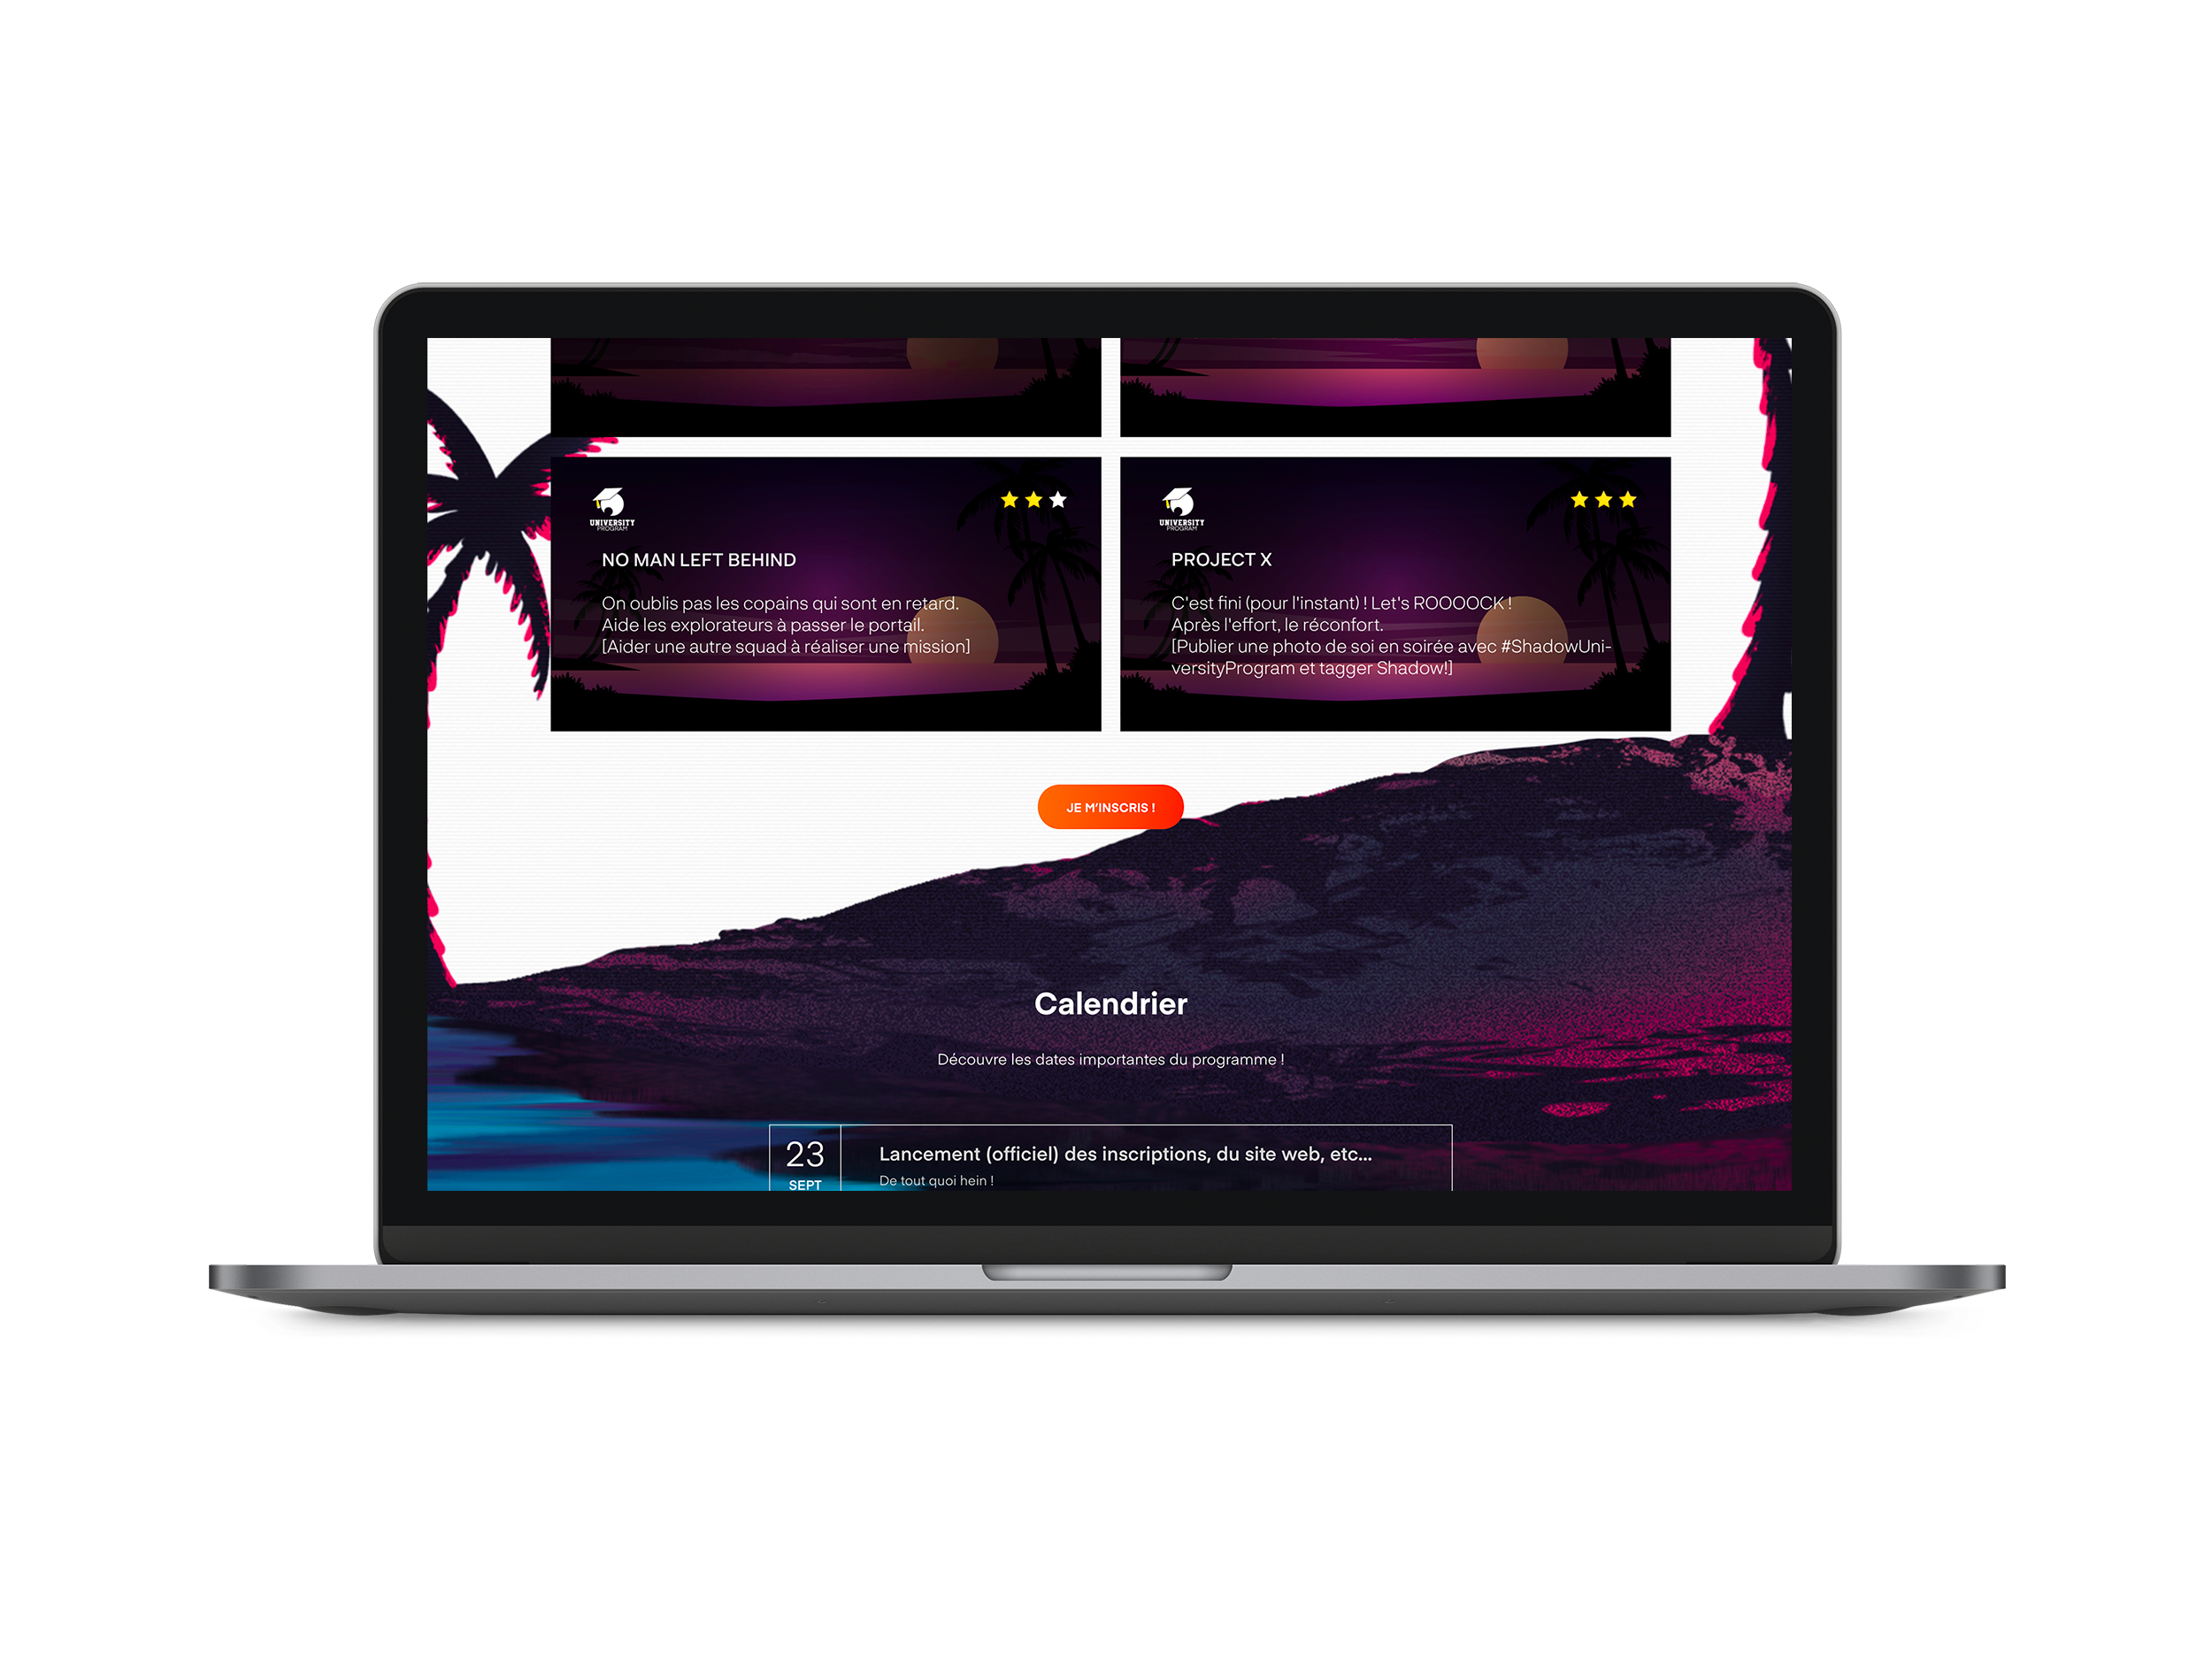 UNIVERSITY
PROGRAM
NO MAN LEFT BEHIND
On oublis pas les copains qui sont en retard.
Aide les explorateurs à passer le portail.
[Aider une autre squad à réaliser une mission]
UNIVERSITY
PROGRAM
PROJECT X
C'est fini (pour l'instant) ! Let's ROOOOCK !
Après l'effort, le réconfort.
[Publier une photo de soi en soirée avec #ShadowUni-
versityProgram et tagger Shadow!]
JE M'INSCRIS !
Calendrier
Découvre les dates importantes du programme !
23
SEPT
Lancement (officiel) des inscriptions, du site web, etc...
De tout quoi hein !